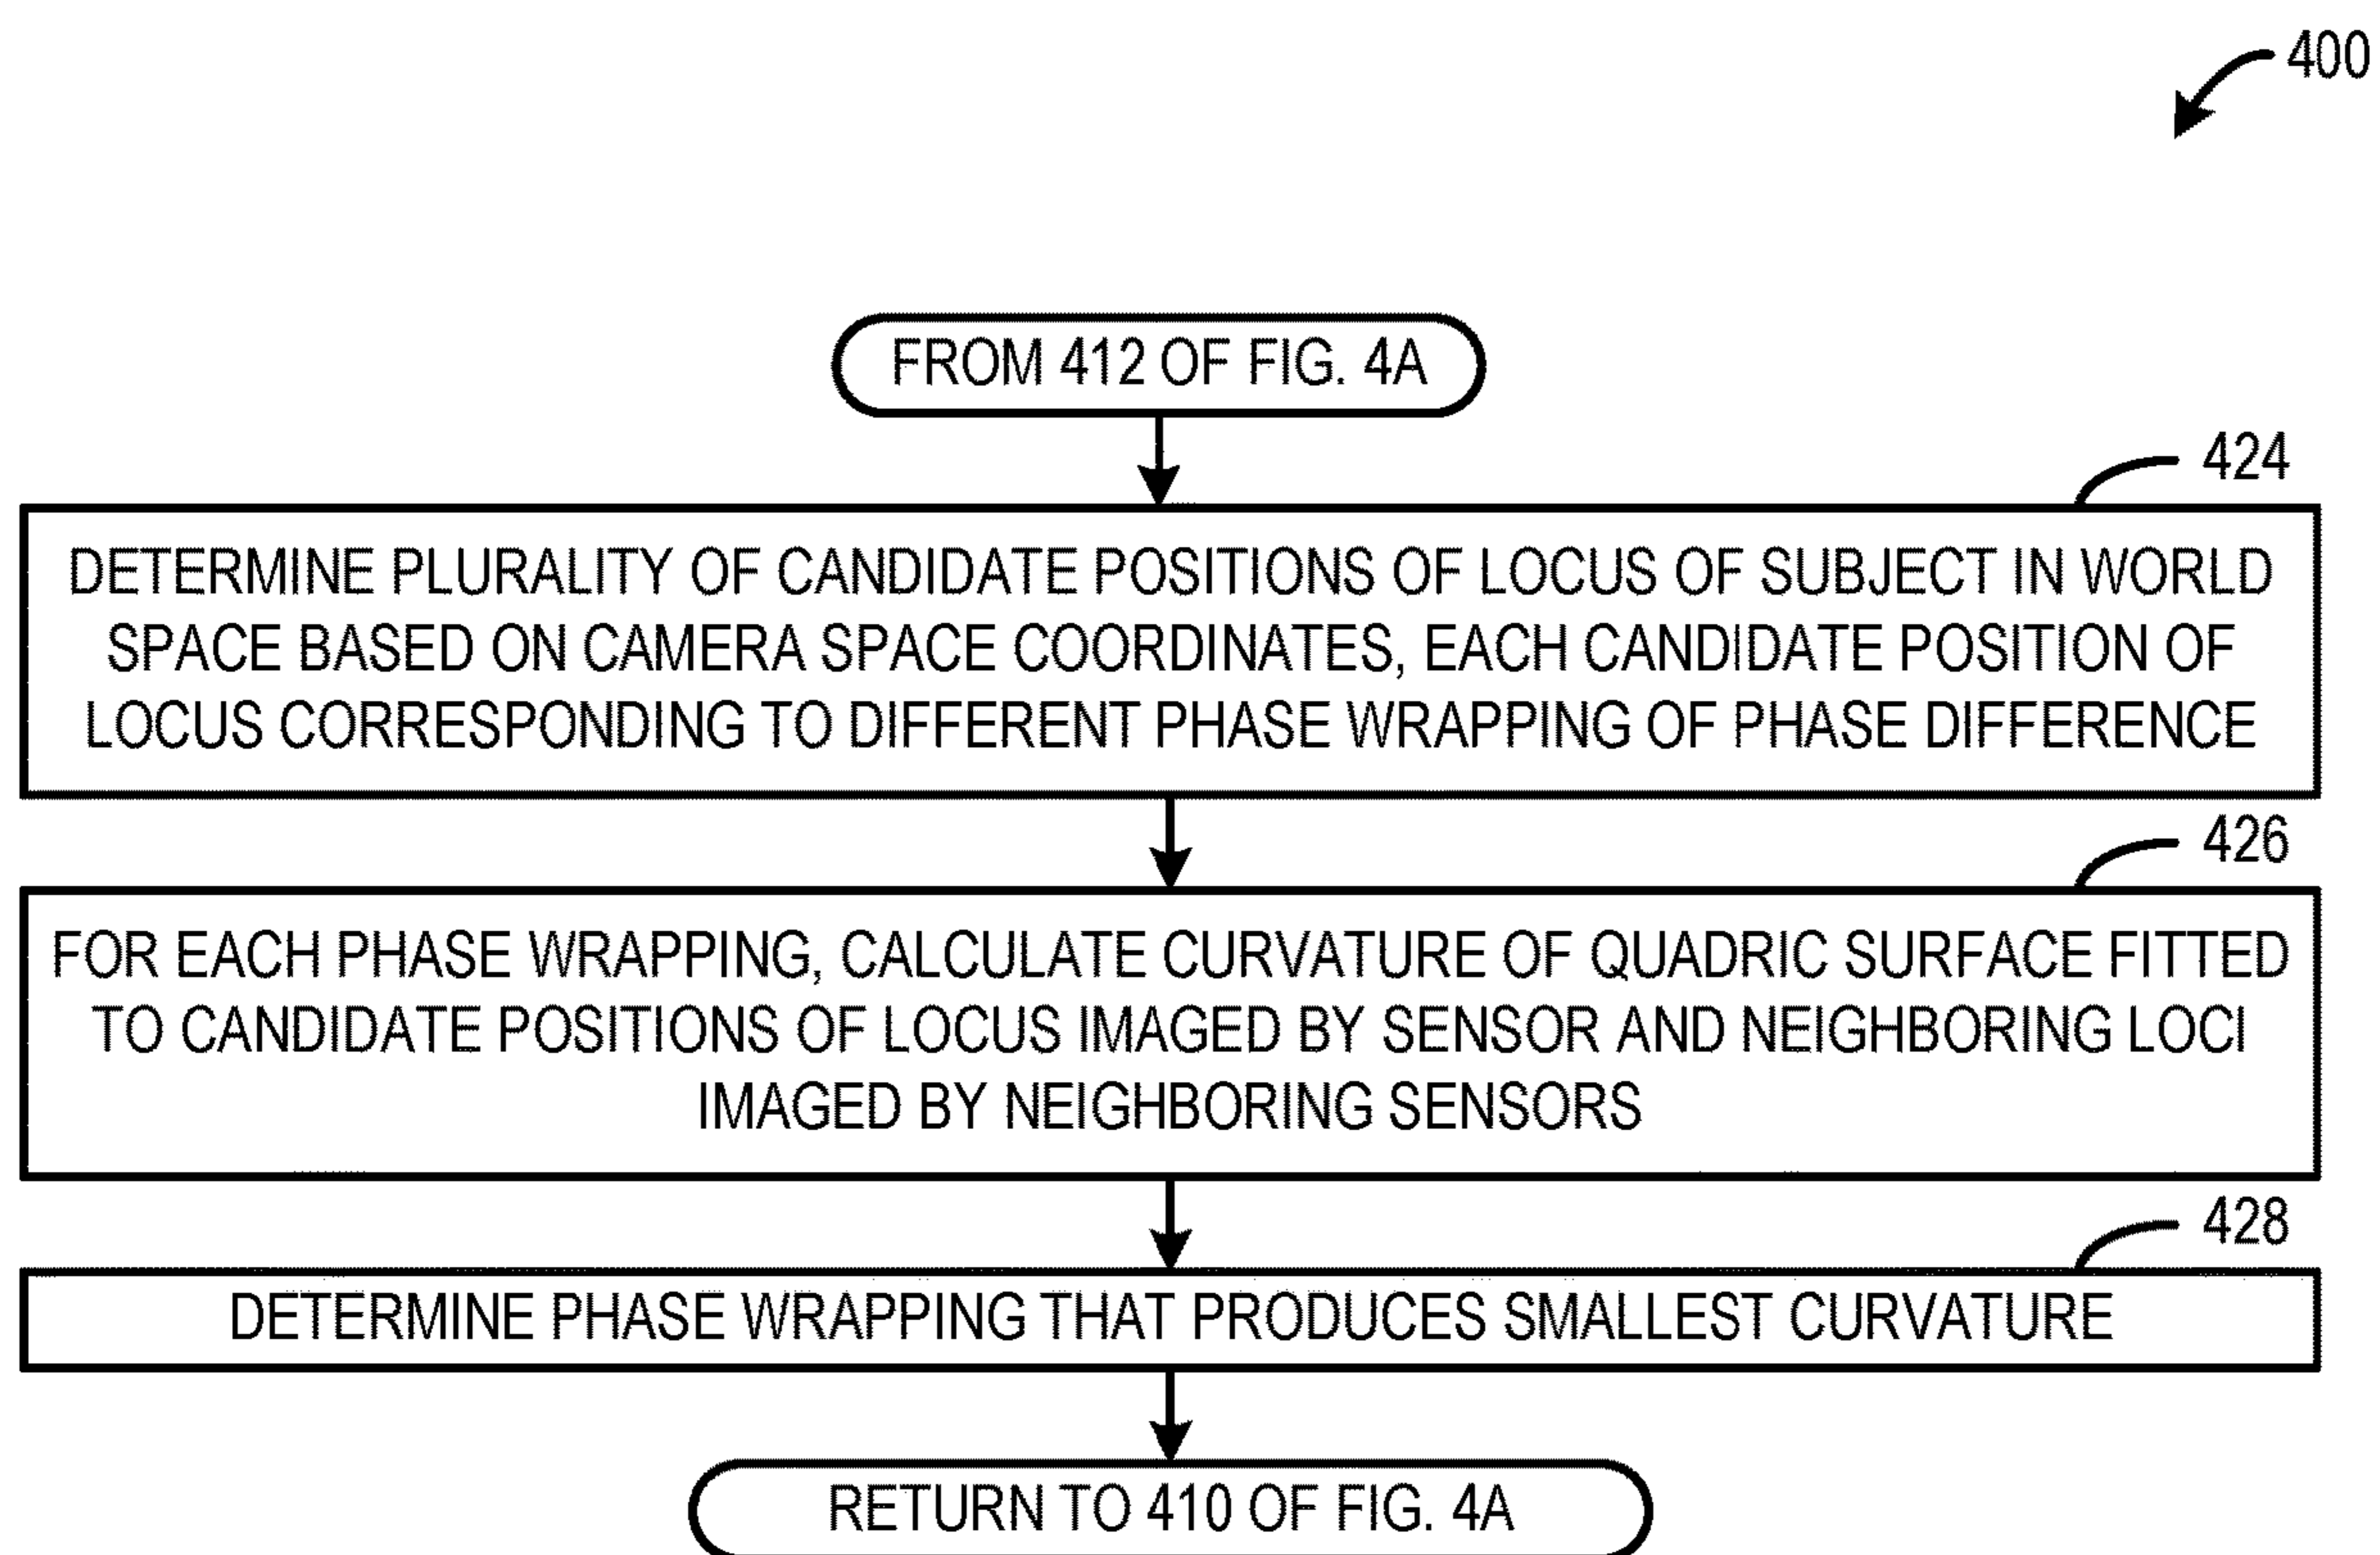 400
FROM 412 OF FIG. 4A
424
DETERMINE PLURALITY OF CANDIDATE POSITIONS OF LOCUS OF SUBJECT IN WORLD
SPACE BASED ON CAMERA SPACE COORDINATES, EACH CANDIDATE POSITION OF
LOCUS CORRESPONDING TO DIFFERENT PHASE WRAPPING OF PHASE DIFFERENCE
426
FOR EACH PHASE WRAPPING, CALCULATE CURVATURE OF QUADRIC SURFACE FITTED
TO CANDIDATE POSITIONS OF LOCUS IMAGED BY SENSOR AND NEIGHBORING LOCI
IMAGED BY NEIGHBORING SENSORS
428
DETERMINE PHASE WRAPPING THAT PRODUCES SMALLEST CURVATURE
RETURN TO 410 OF FIG. 4A